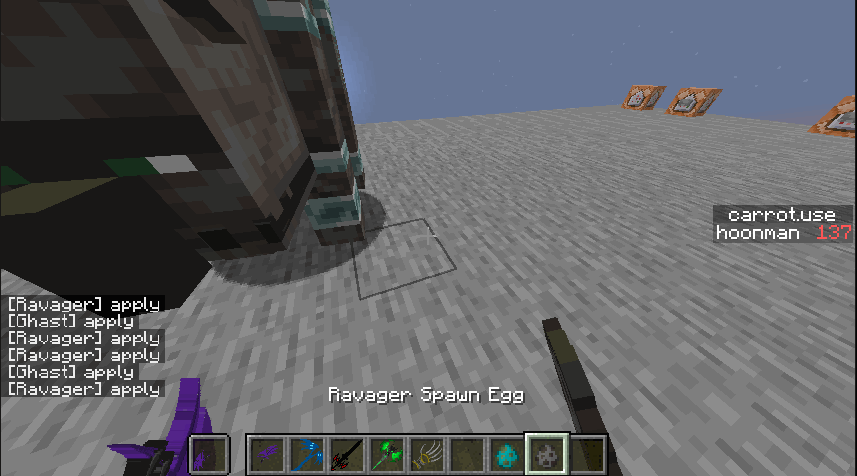 carrot.use
hoonman 137
[Ravager] apply
[Ghast] apply
[Ravager] apply
[Ravager] apply
[Ghast] apply
[Ravager] apply
Ravager Spawn Egg